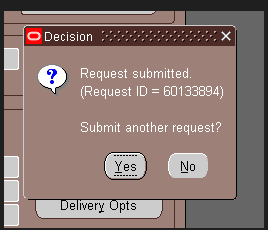 Decision
Request submitted.
(Request ID = 60133894)
Submit another request?
Yes
No
Delivery Opts